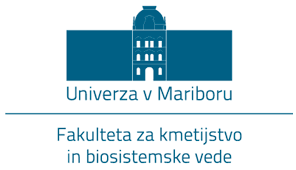 Univerza v Mariboru
Fakulteta za kmetijstvo
in biosistemske vede